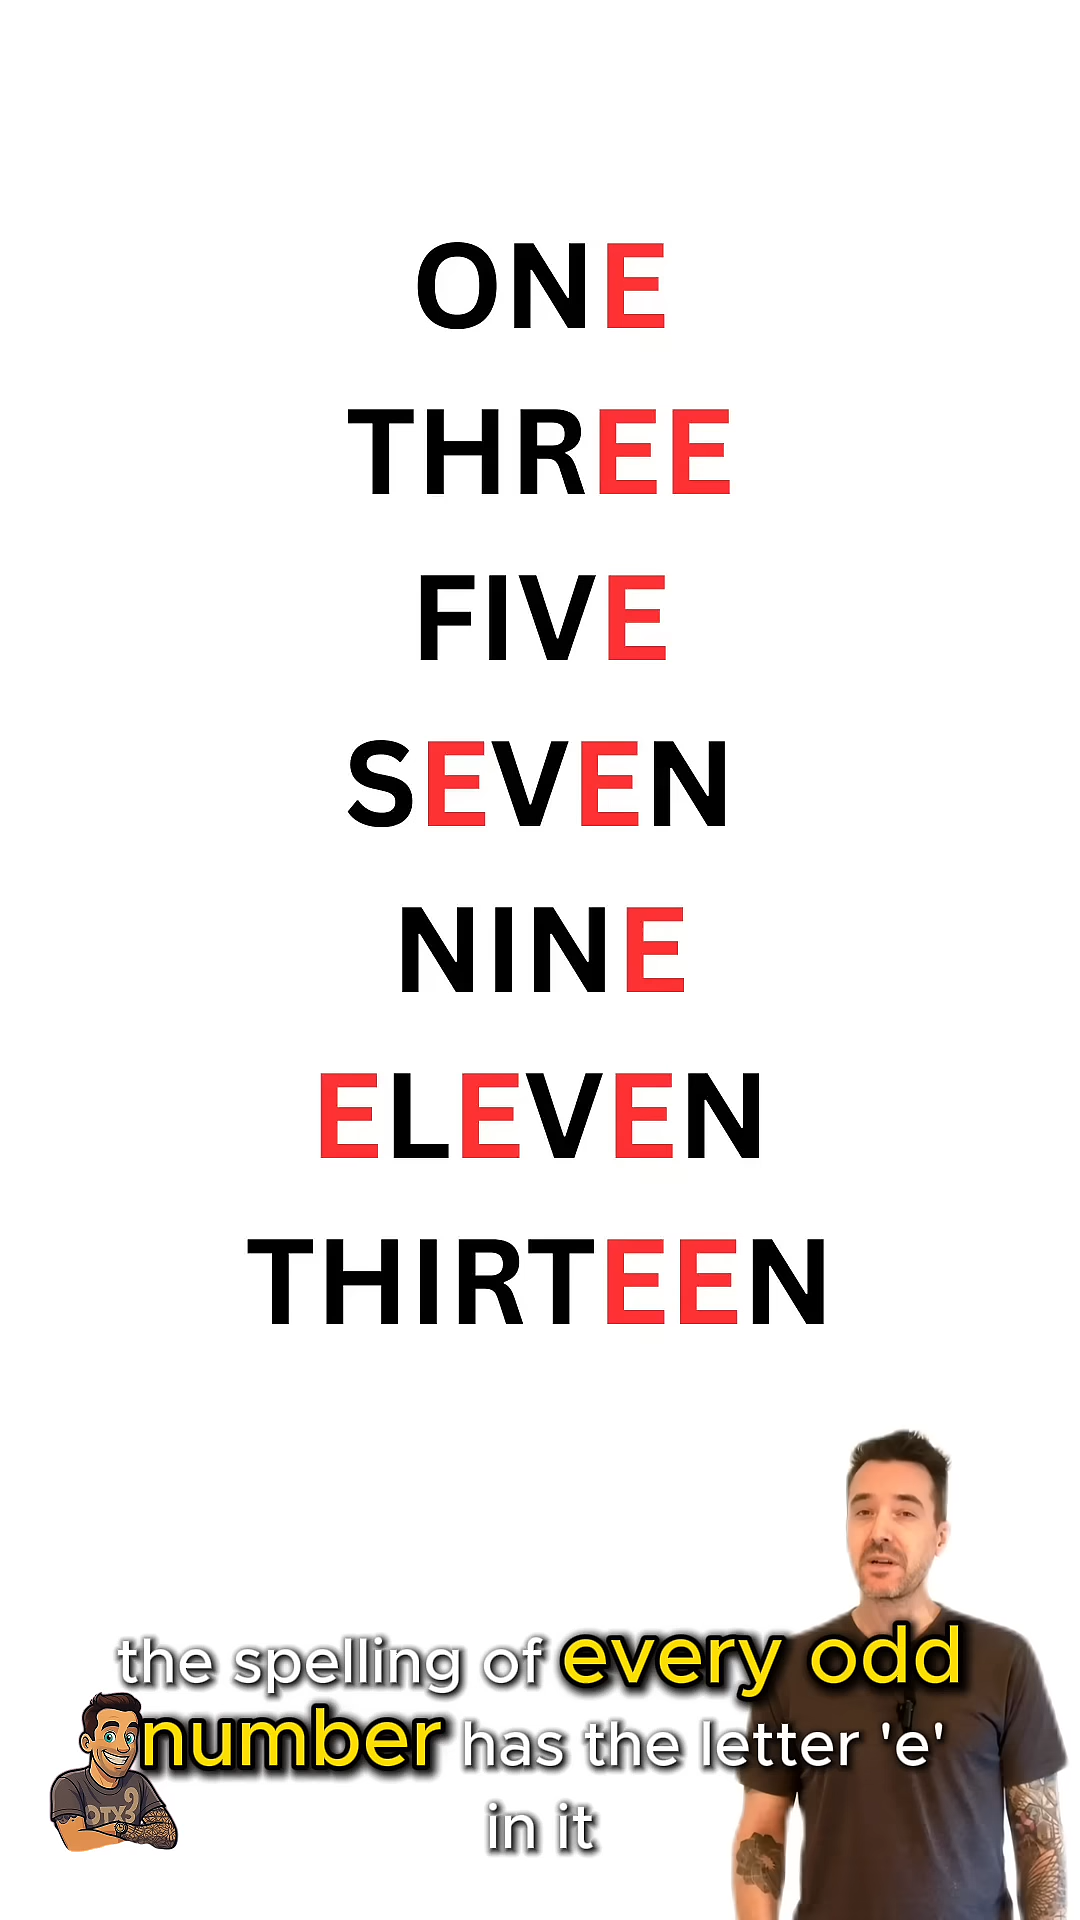 ONE
THREE
FIVE
SEVEN
NINE
ELEVEN
THIRTEEN
the spelling of every odd
number has the letter 'e'
in it